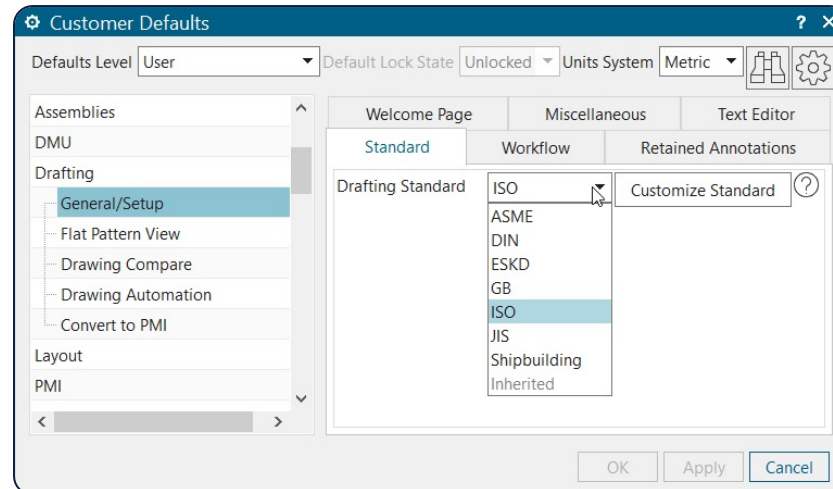 Customer Defaults ? ×
Defaults Level User Default Lock State Unlocked Units System Metric
Assemblies
DMU
Drafting
General/Setup
Flat Pattern View
Drawing Compare
Drawing Automation
Convert to PMI
Layout
PMI
Welcome Page Miscellaneous Text Editor
Standard Workflow Retained Annotations
Drafting Standard ISO Customize Standard ?
ASME
DIN
ESKD
GB
ISO
JIS
Shipbuilding
Inherited
OK Apply Cancel